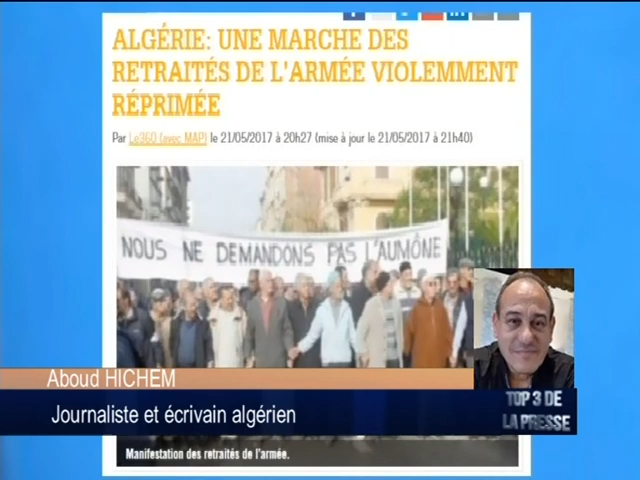 in
ALGÉRIE: UNE MARCHE DES
RETRAITÉS DE L'ARMÉE VIOLEMMENT
RÉPRIMÉE
Par Le360 (avec MAP) le 21/05/2017 à 20h27 (mise à jour le 21/05/2017 à 21h40)
NOUS NE DEMANDONS PAS L'AUMÔNE
Aboud HICHEM
Journaliste et écrivain algérien
TOP 3 DE
LA PRESSE
Manifestation des retraités de l'armée.